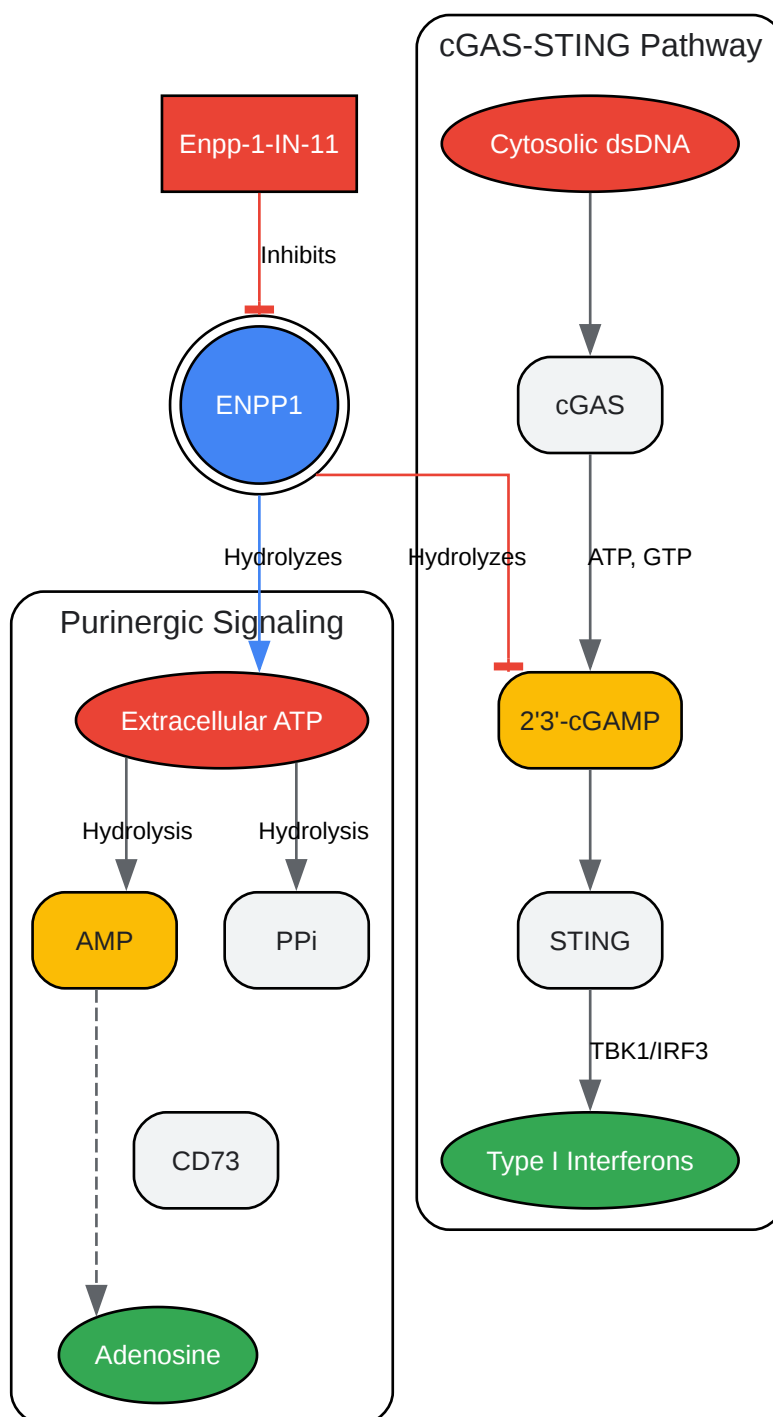 cGAS-STING Pathway
Enpp-1-IN-11
Cytosolic dsDNA
Inhibits
ENPP1
cGAS
Hydrolyzes
Hydrolyzes
ATP, GTP
Purinergic Signaling
Extracellular ATP
2'3'-cGAMP
Hydrolysis
Hydrolysis
AMP
PPi
STING
TBK1/IRF3
CD73
Type I Interferons
Adenosine